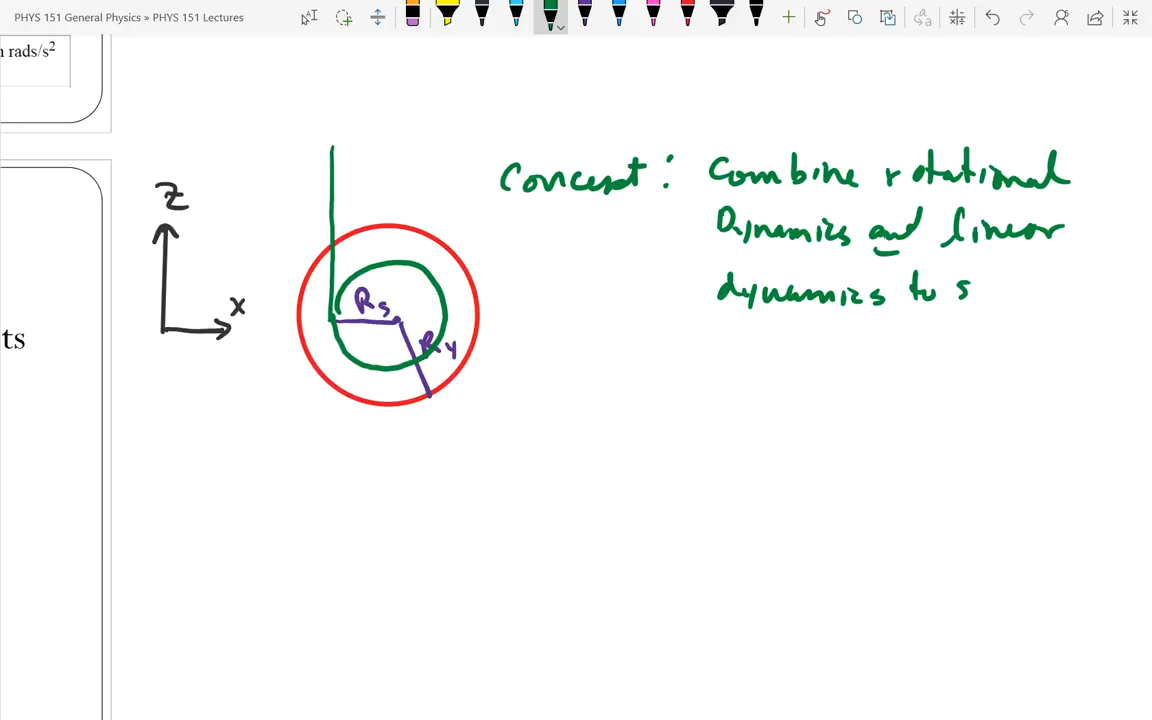 PHYS 151 General Physics » PHYS 151 Lectures
n rads/s²
Concept: Combine rotational
Dynamics and linear
dynamics to s
Z
X
Rs
Ry
ts